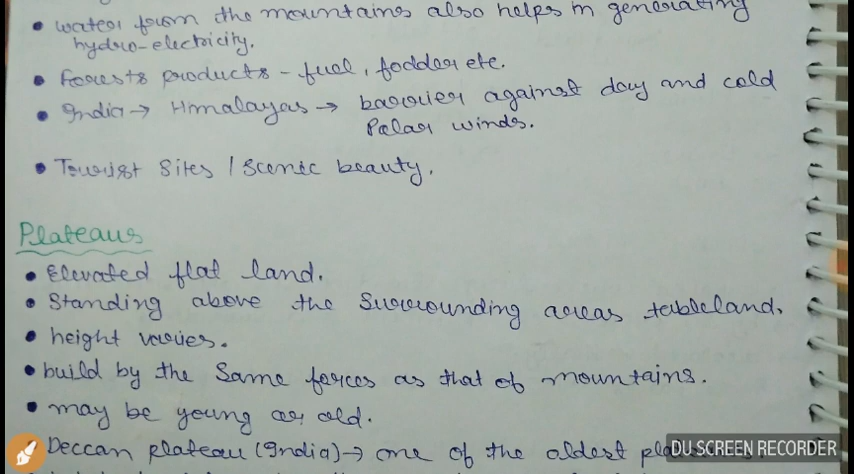 • water from the mountains also helps in generating
hydro-electricity.
• Forests products - fuel, fodder etc.
• India → Himalayas → barrier against dry and cold
Polar winds.
• Tourist Sites / Scenic beauty.
Plateaus
• Elevated flat land.
• Standing above the surrounding areas tableland.
• height varies.
• build by the same forces as that of mountains.
• may be young or old.
Deccan plateau (India) → one of the oldest
DU SCREEN RECORDER